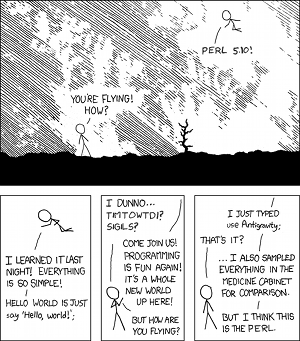 PERL 5.10!
YOU'RE FLYING!
HOW?
I LEARNED IT LAST
NIGHT! EVERYTHING
IS SO SIMPLE!
HELLO WORLD IS JUST
say 'Hello, world!';
I DUNNO...
TIMTOWTDI?
SIGILS?
COME JOIN US!
PROGRAMMING
IS FUN AGAIN!
IT'S A WHOLE
NEW WORLD
UP HERE!
BUT HOW ARE
YOU FLYING?
I JUST TYPED
use Antigravity;
THAT'S IT?
... I ALSO SAMPLED
EVERYTHING IN THE
MEDICINE CABINET
FOR COMPARISON.
BUT I THINK THIS
IS THE PERL.